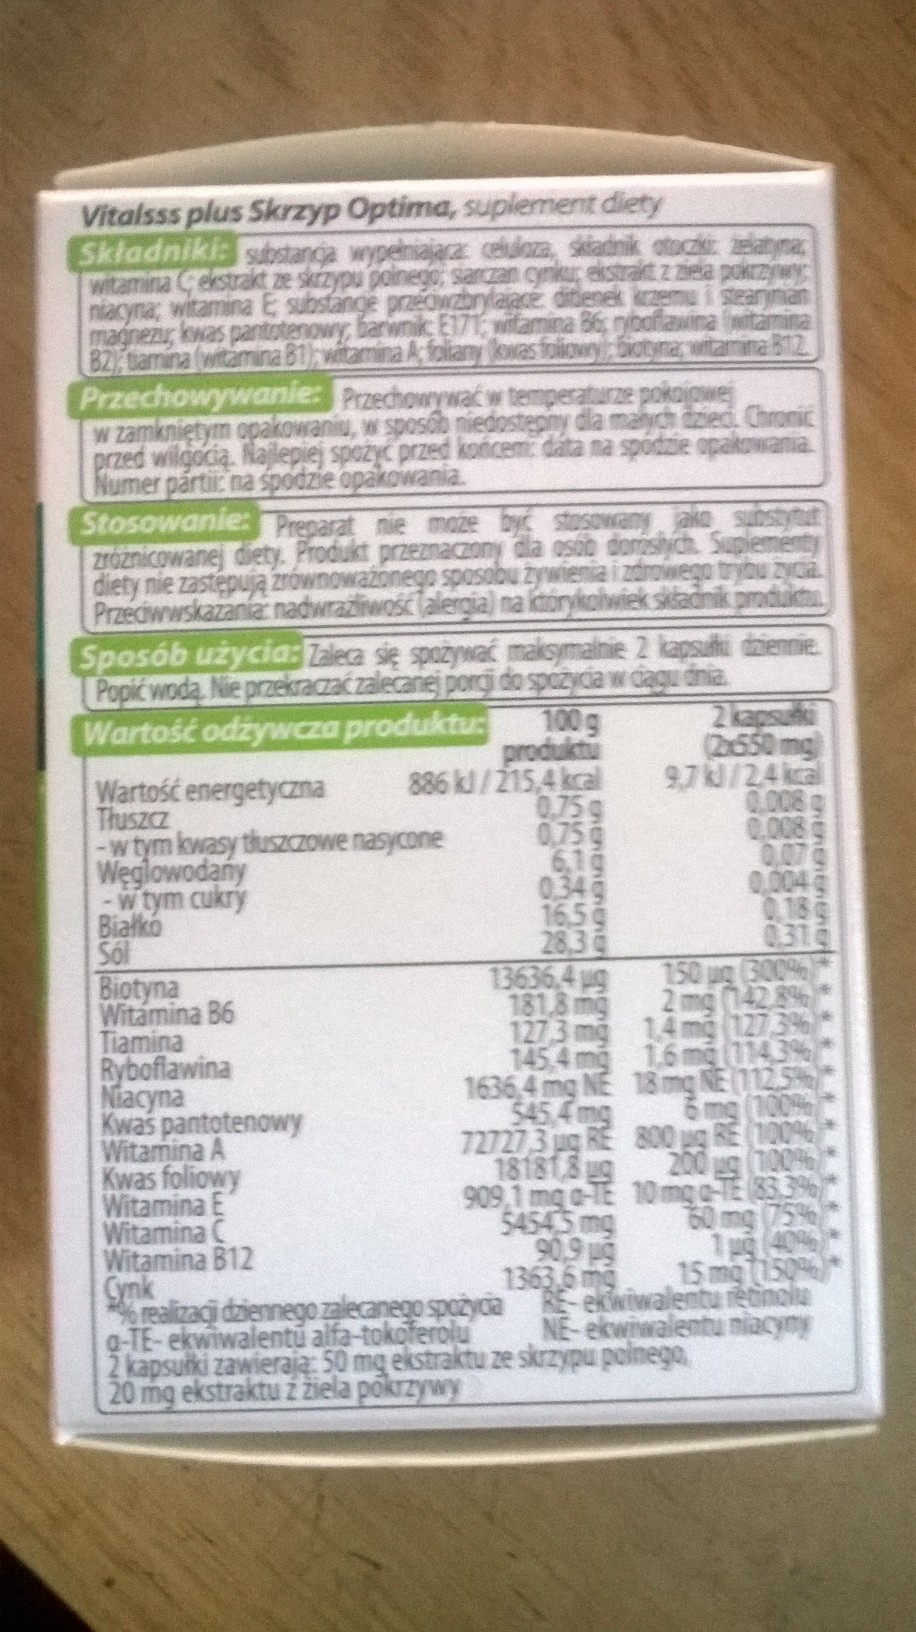 Vitalsss plus Skrzyp Optima, suplement diety
Składniki: substancja wypełniająca: celuloza, składnik otoczki: żelatyna;
witamina C; ekstrakt ze skrzypu polnego; siarczan cynku; ekstrakt z ziela pokrzywy;
niacyna; witamina E; substancje przeciwzbrylające: ditlenek krzemu i stearynian
magnezu; kwas pantotenowy; barwnik: E171; witamina B6; ryboflawina (witamina
B2); tiamina (witamina B1); witamina A; foliany (kwas foliowy); biotyna; witamina B12.
Przechowywanie: Przechowywać w temperaturze pokojowej
w zamkniętym opakowaniu, w sposób niedostępny dla małych dzieci. Chronić
przed wilgocią. Najlepiej spożyć przed końcem: data na spodzie opakowania.
Numer partii: na spodzie opakowania.
Stosowanie: Preparat nie może być stosowany jako substytut
zróżnicowanej diety. Produkt przeznaczony dla osób dorosłych. Suplementy
diety nie zastępują zrównoważonego sposobu żywienia i zdrowego trybu życia.
Przeciwwskazania: nadwrażliwość (alergia) na którykolwiek składnik produktu.
Sposób użycia: Zaleca się spożywać maksymalnie 2 kapsułki dziennie.
Popić wodą. Nie przekraczać zalecanej porcji do spożycia w ciągu dnia.
Wartość odżywcza produktu: 100 g 2 kapsułki
produktu (2x550 mg)
Wartość energetyczna 886 kJ / 215,4 kcal 9,7 kJ / 2,4 kcal
Tłuszcz 0,75 g 0,008 g
- w tym kwasy tłuszczowe nasycone 0,75 g 0,008 g
Węglowodany 6,1 g 0,07 g
- w tym cukry 0,34 g 0,004 g
Białko 16,5 g 0,18 g
Sól 28,3 g 0,31 g
Biotyna 13636,4 µg 150 µg (300%)*
Witamina B6 181,8 mg 2 mg (142,8%)*
Tiamina 127,3 mg 1,4 mg (127,3%)*
Ryboflawina 145,4 mg 1,6 mg (114,3%)*
Niacyna 1636,4 mg NE 18 mg NE (112,5%)*
Kwas pantotenowy 545,4 mg 6 mg (100%)*
Witamina A 72727,3 µg RE 800 µg RE (100%)*
Kwas foliowy 18181,8 µg 200 µg (100%)*
Witamina E 909,1 mg α-TE 10 mg α-TE (83,3%)*
Witamina C 5454,5 mg 60 mg (75%)*
Witamina B12 90,9 µg 1 µg (40%)*
Cynk 1363,6 mg 15 mg (150%)*
*% realizacji dziennego zalecanego spożycia RE- ekwiwalentu retinolu
α-TE- ekwiwalentu alfa-tokoferolu NE- ekwiwalentu niacyny
2 kapsułki zawierają: 50 mg ekstraktu ze skrzypu polnego,
20 mg ekstraktu z ziela pokrzywy